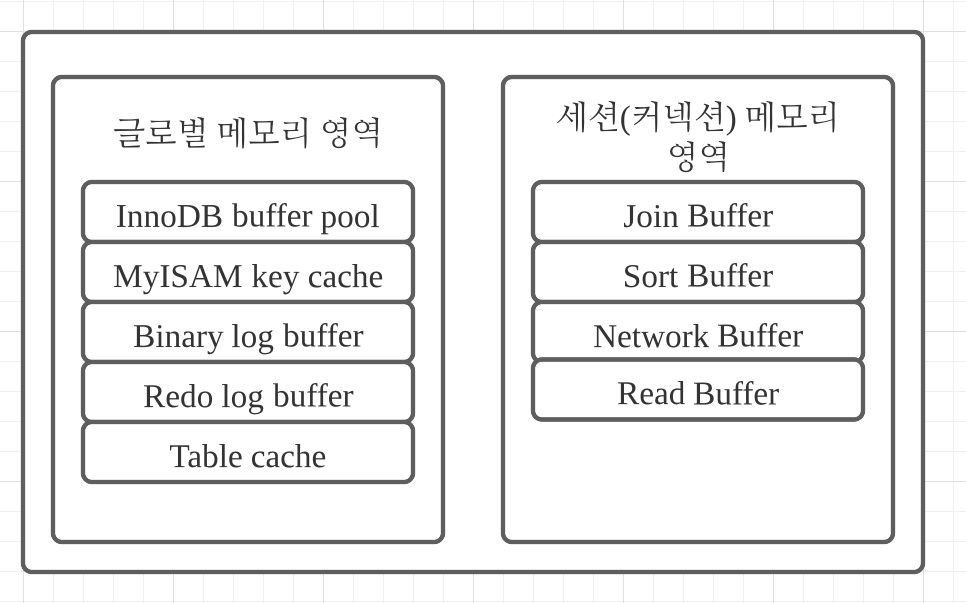 글로벌 메모리 영역
InnoDB buffer pool
MyISAM key cache
Binary log buffer
Redo log buffer
Table cache
세션(커넥션) 메모리
영역
Join Buffer
Sort Buffer
Network Buffer
Read Buffer